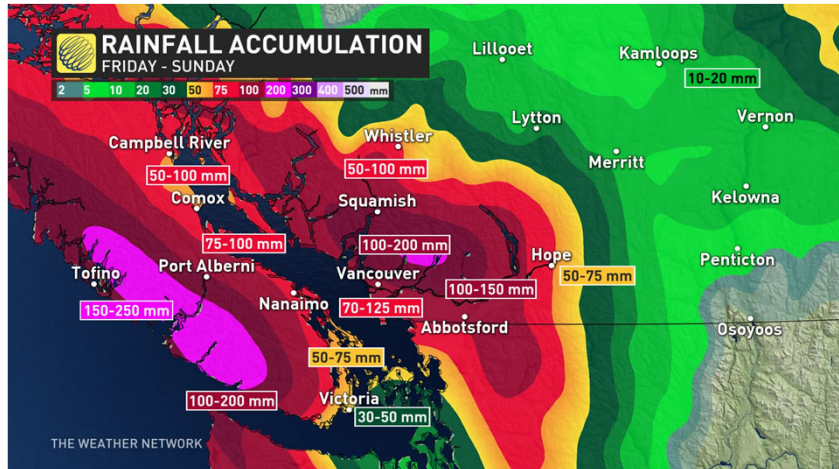 RAINFALL ACCUMULATION
FRIDAY - SUNDAY
2 5 10 20 30 50 75 100 200 300 400 500 mm
Lillooet
Kamloops
10-20 mm
Campbell River
Whistler
Lytton
Vernon
50-100 mm
50-100 mm
Merritt
Comox
Squamish
Kelowna
75-100 mm
100-200 mm
Tofino
Port Alberni
Vancouver
Hope
Penticton
50-75 mm
100-150 mm
150-250 mm
Nanaimo
70-125 mm
Abbotsford
Osoyoos
50-75 mm
100-200 mm
Victoria
30-50 mm
THE WEATHER NETWORK